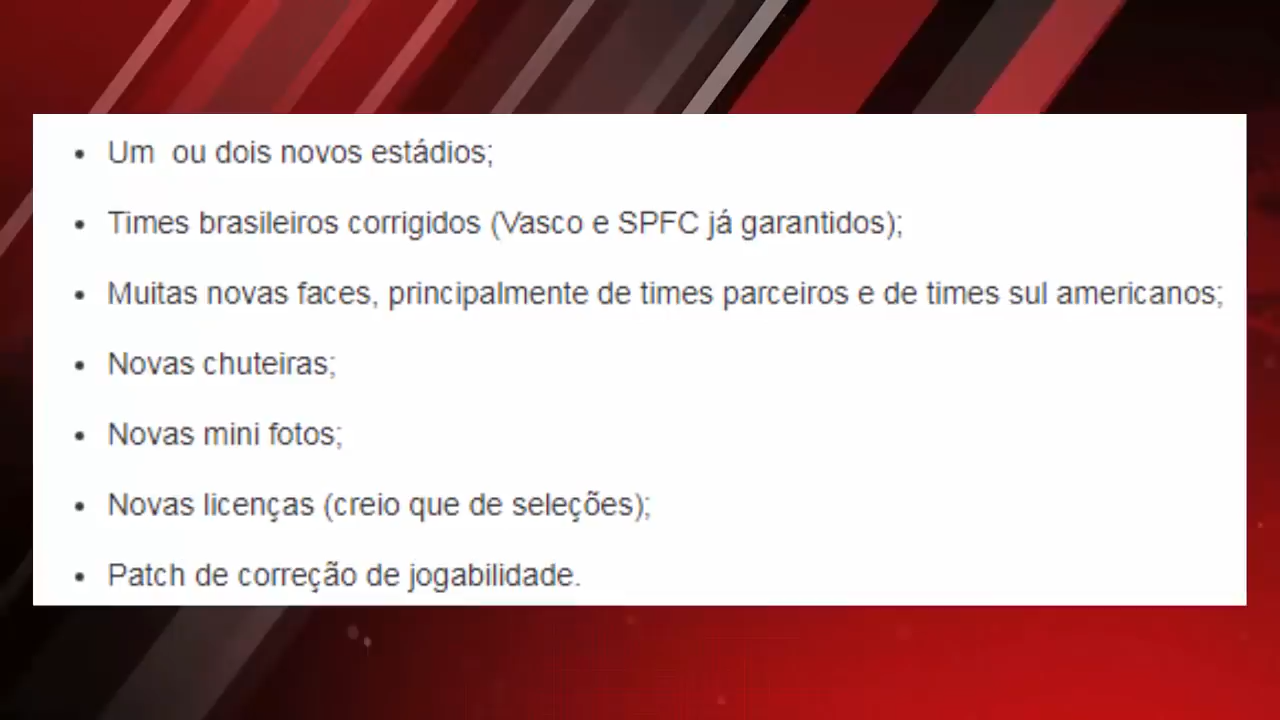 • Um ou dois novos estádios;
• Times brasileiros corrigidos (Vasco e SPFC já garantidos);
• Muitas novas faces, principalmente de times parceiros e de times sul americanos;
• Novas chuteiras;
• Novas mini fotos;
• Novas licenças (creio que de seleções);
• Patch de correção de jogabilidade.